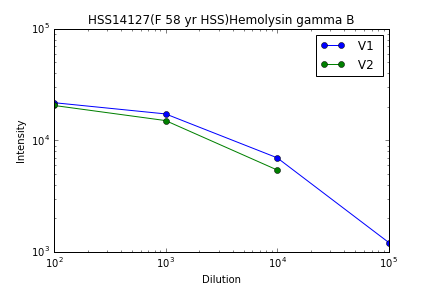 HSS14127(F 58 yr HSS)Hemolysin gamma B
V1
V2
Intensity
10^5
10^4
10^3
10^2 10^3 10^4 10^5
Dilution